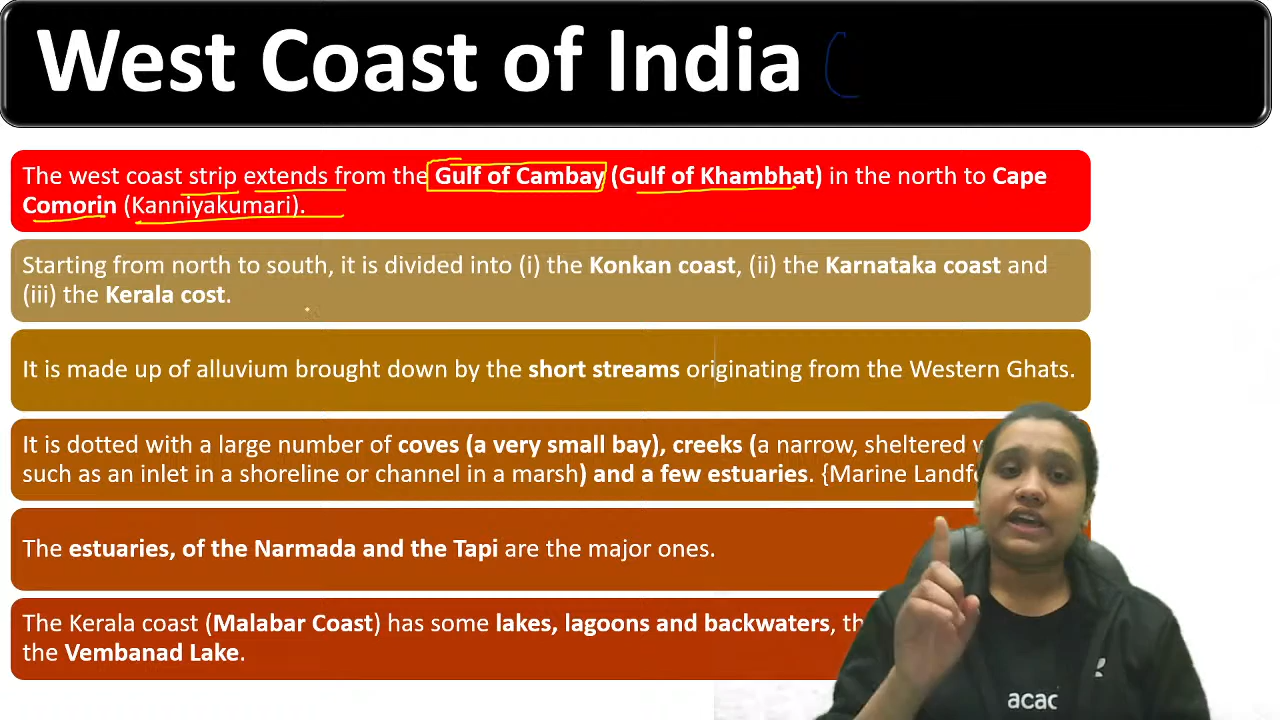 West Coast of India
The west coast strip extends from the Gulf of Cambay (Gulf of Khambhat) in the north to Cape
Comorin (Kanniyakumari).
Starting from north to south, it is divided into (i) the Konkan coast, (ii) the Karnataka coast and
(iii) the Kerala cost.
It is made up of alluvium brought down by the short streams originating from the Western Ghats.
It is dotted with a large number of coves (a very small bay), creeks (a narrow, sheltered
such as an inlet in a shoreline or channel in a marsh) and a few estuaries. {Marine
The estuaries, of the Narmada and the Tapi are the major ones.
The Kerala coast (Malabar Coast) has some lakes, lagoons and backwaters,
the Vembanad Lake.